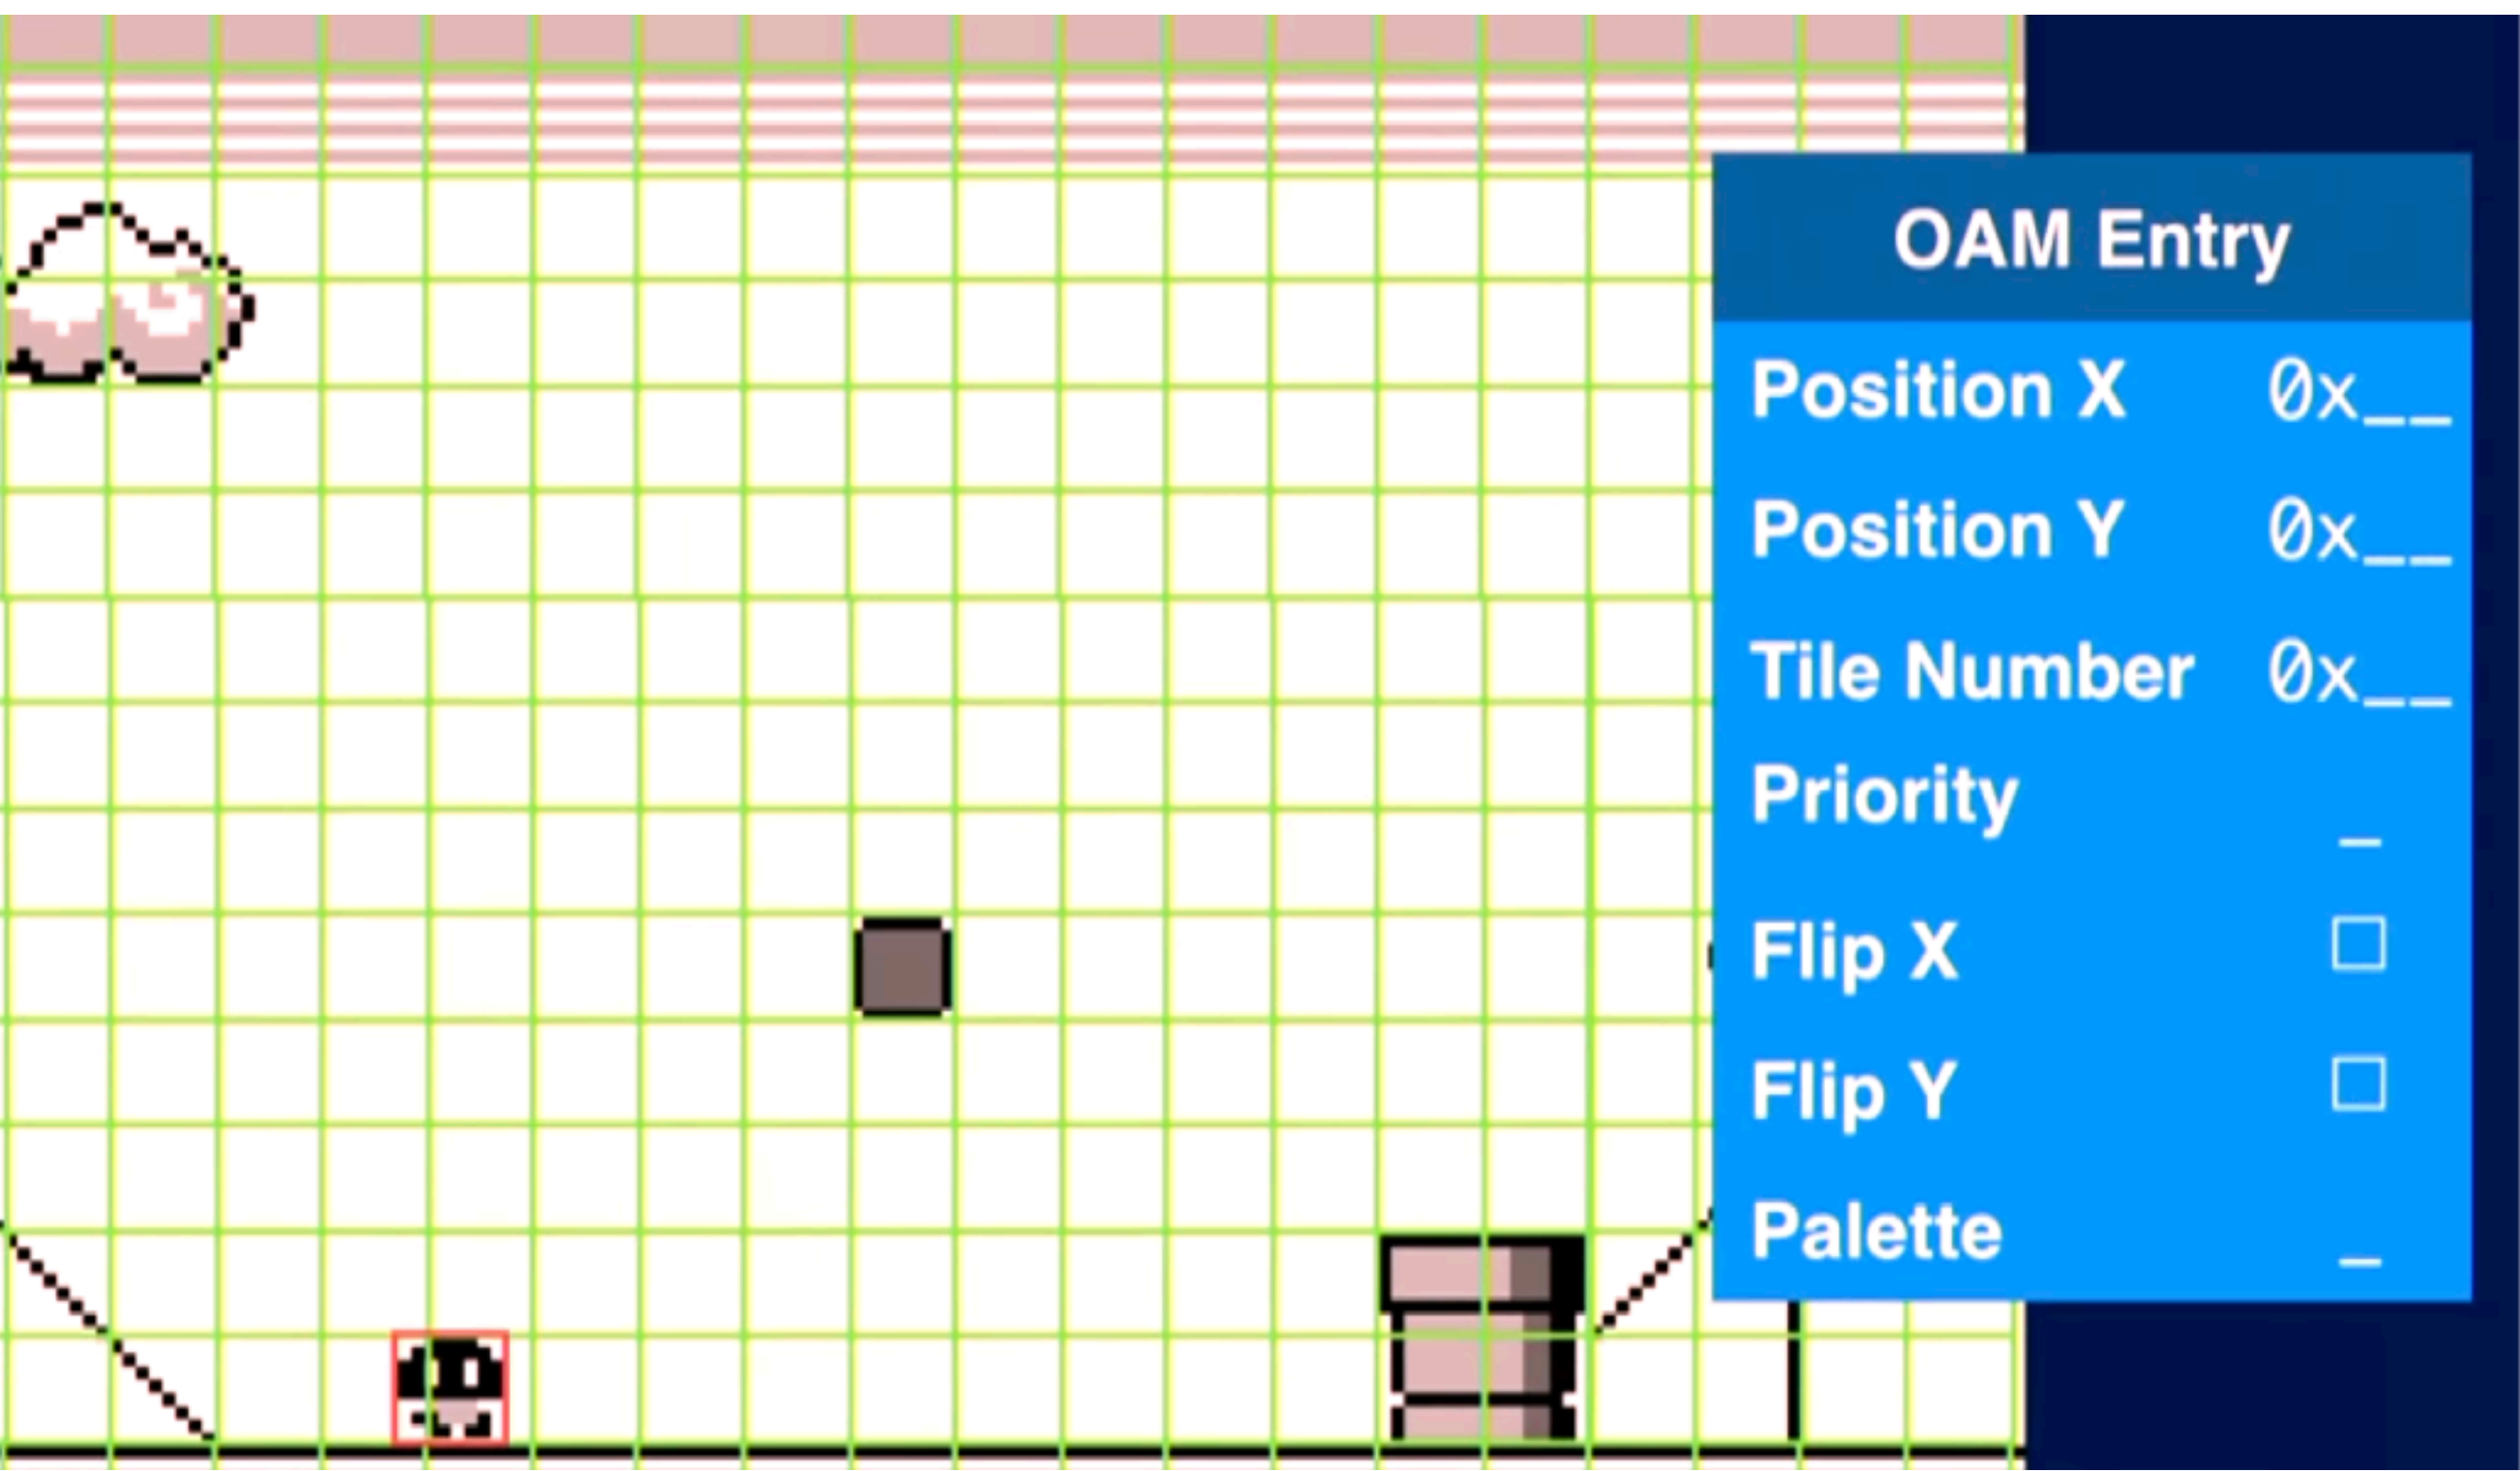 OAM Entry
Position X 0x__
Position Y 0x__
Tile Number 0x__
Priority _
Flip X □
Flip Y □
Palette _